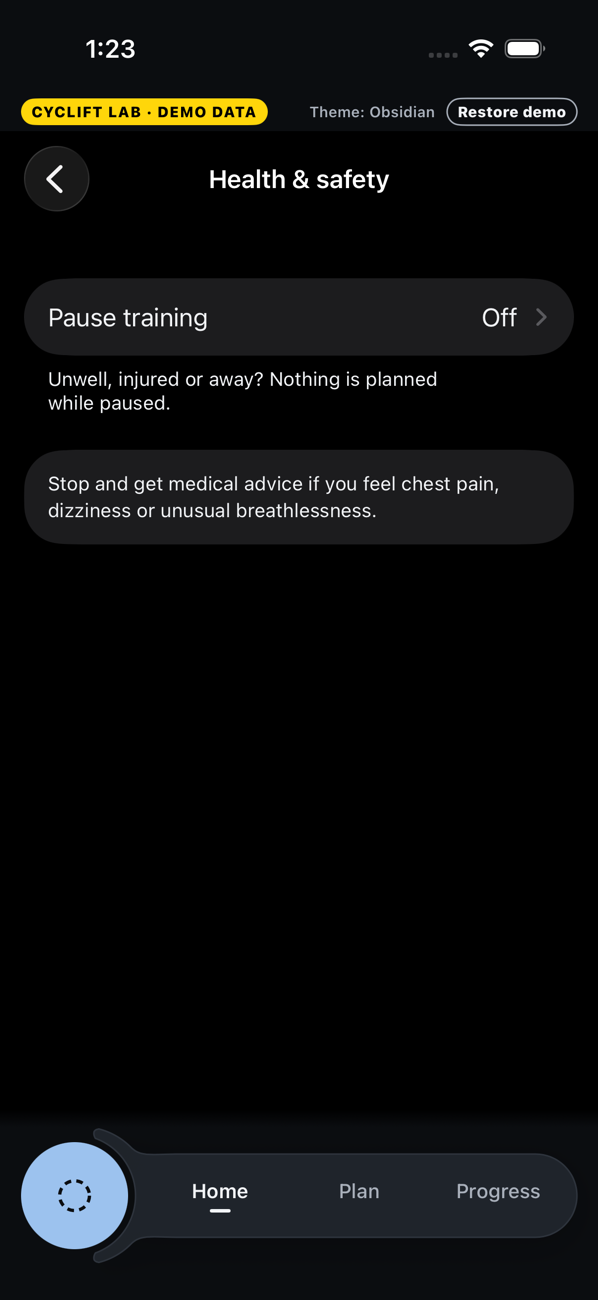 1:23
CYCLIFT LAB · DEMO DATA
Theme: Obsidian
Restore demo
Health & safety
Pause training
Off
Unwell, injured or away? Nothing is planned
while paused.
Stop and get medical advice if you feel chest pain,
dizziness or unusual breathlessness.
Home
Plan
Progress